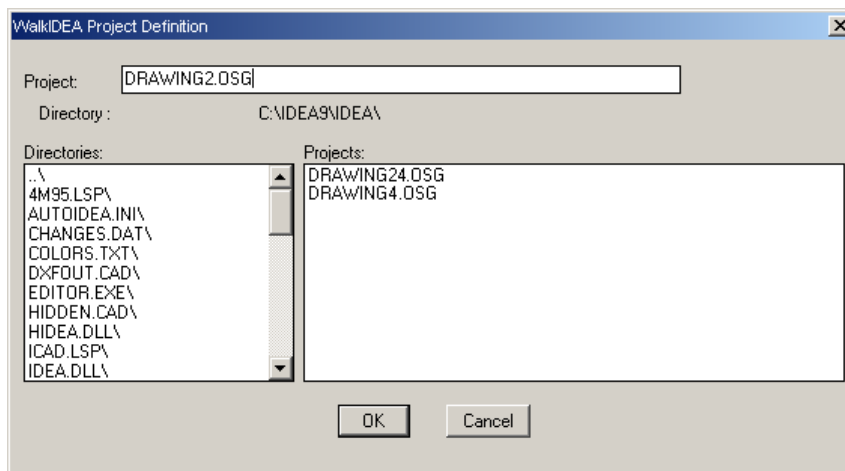 WalkIDEA Project Definition
Project: DRAWING2.OSG
Directory : C:\IDEA9\IDEA\
Directories:
..\
4M95.LSP\
AUTOIDEA.INI\
CHANGES.DAT\
COLORS.TXT\
DXFOUT.CAD\
EDITOR.EXE\
HIDDEN.CAD\
HIDEA.DLL\
ICAD.LSP\
IDEA.DLL\
Projects:
DRAWING24.OSG
DRAWING4.OSG
OK Cancel